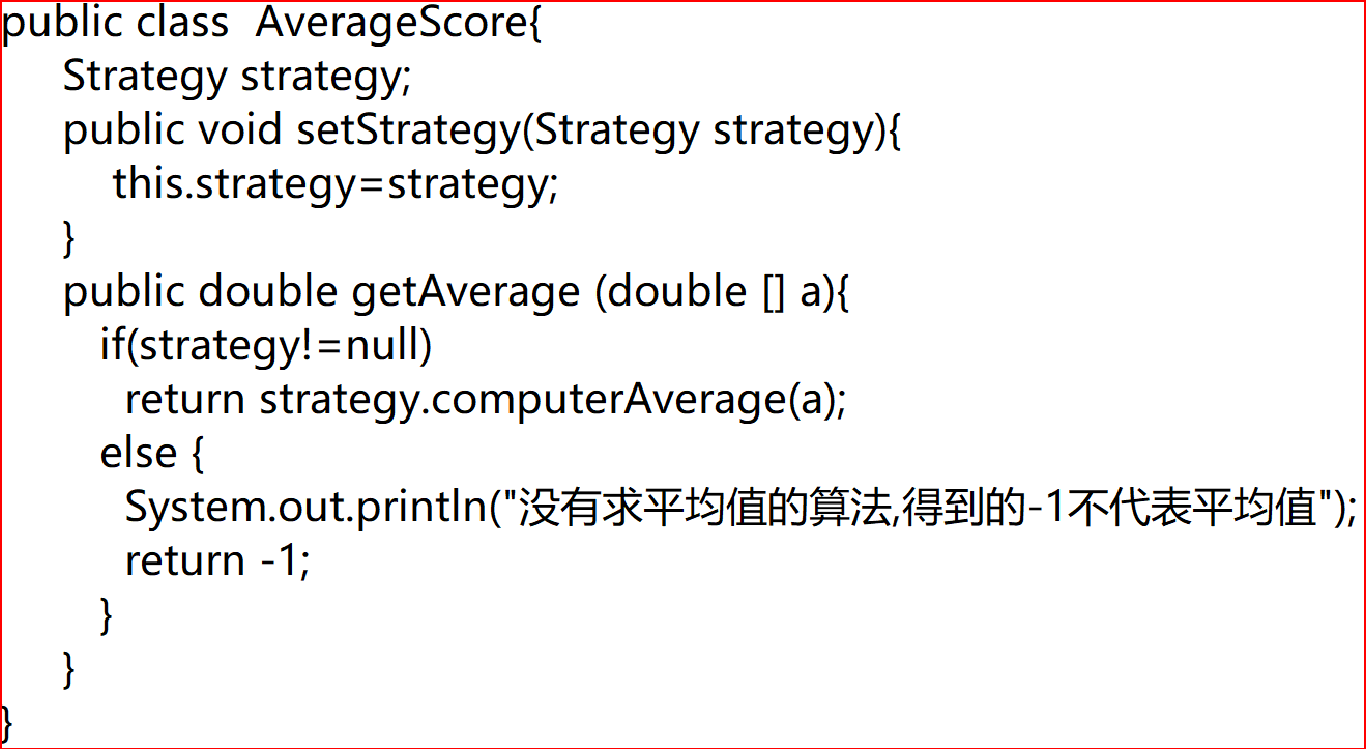 public class  AverageScore{
Strategy strategy;
public void setStrategy(Strategy strategy){
this.strategy=strategy;
}
public double getAverage (double [] a){
if(strategy!=null)
return strategy.computerAverage(a);
else {
System.out.println("没有求平均值的算法,得到的-1不代表平均值");
return -1;
}
}
}